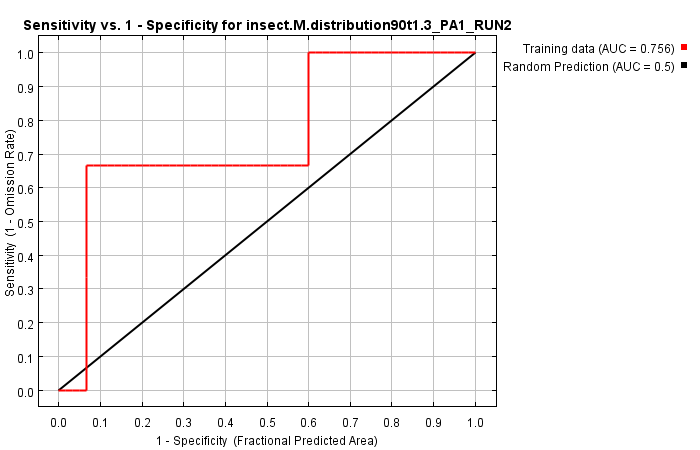 Sensitivity vs. 1 - Specificity for insect.M.distribution90t1.3_PA1_RUN2
Training data (AUC = 0.756)
Random Prediction (AUC = 0.5)
Sensitivity (1 - Omission Rate)
1.0
0.9
0.8
0.7
0.6
0.5
0.4
0.3
0.2
0.1
0.0
0.0 0.1 0.2 0.3 0.4 0.5 0.6 0.7 0.8 0.9 1.0
1 - Specificity (Fractional Predicted Area)